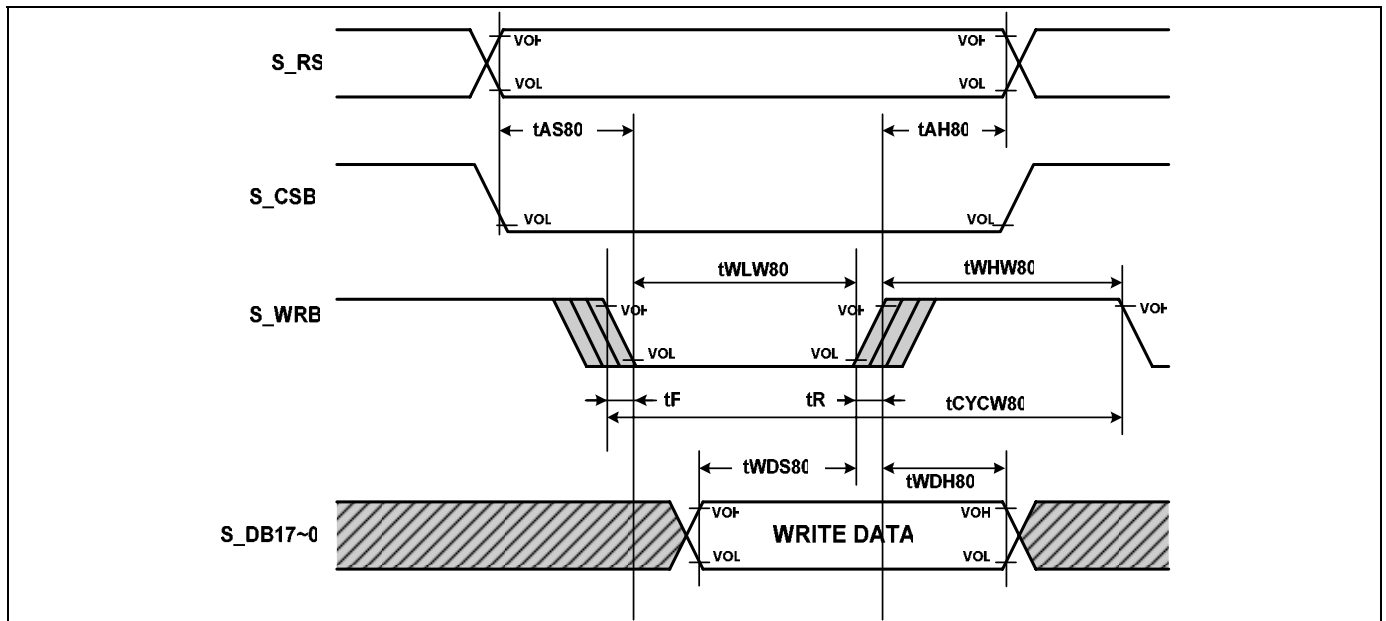 S_RS
VOH
VOL
VOH
VOL
tAS80
tAH80
S_CSB
VOL
VOL
tWLW80
tWHW80
S_WRB
VOH
VOL
VOH
VOL
VOH
tF
tR
tCYCW80
tWDS80
tWDH80
S_DB17~0
VOH
VOL
WRITE DATA
VOH
VOL